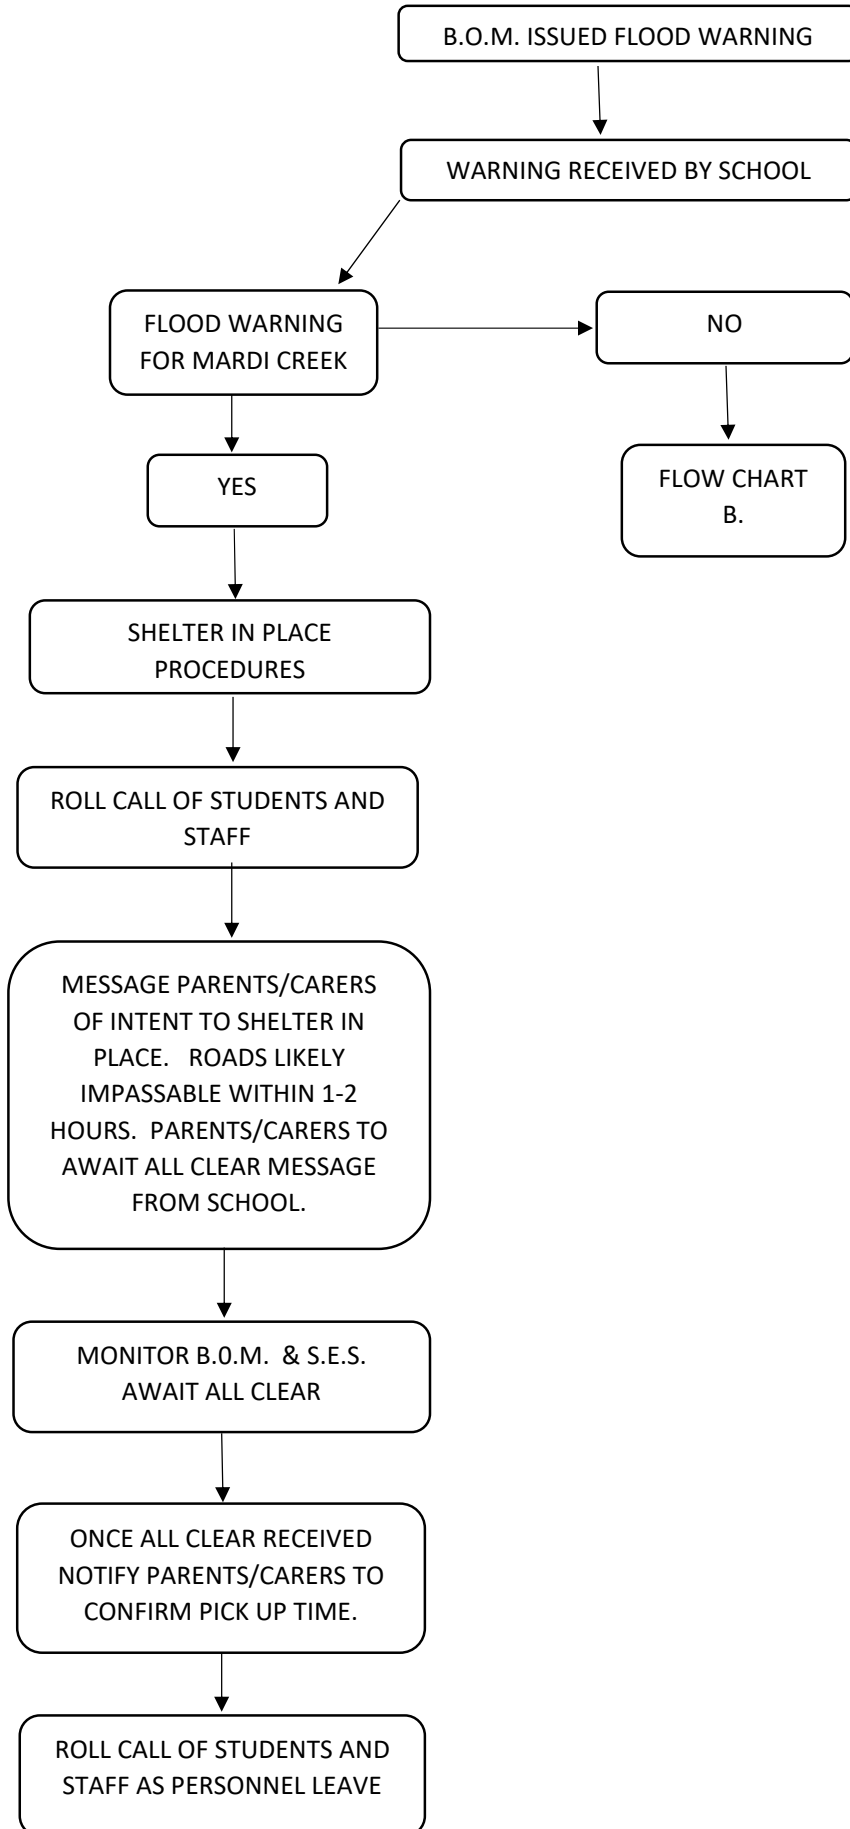 B.O.M. ISSUED FLOOD WARNING
WARNING RECEIVED BY SCHOOL
FLOOD WARNING
FOR MARDI CREEK
NO
YES
FLOW CHART
B.
SHELTER IN PLACE
PROCEDURES
ROLL CALL OF STUDENTS AND
STAFF
MESSAGE PARENTS/CARERS
OF INTENT TO SHELTER IN
PLACE. ROADS LIKELY
IMPASSABLE WITHIN 1-2
HOURS. PARENTS/CARERS TO
AWAIT ALL CLEAR MESSAGE
FROM SCHOOL.
MONITOR B.0.M. & S.E.S.
AWAIT ALL CLEAR
ONCE ALL CLEAR RECEIVED
NOTIFY PARENTS/CARERS TO
CONFIRM PICK UP TIME.
ROLL CALL OF STUDENTS AND
STAFF AS PERSONNEL LEAVE